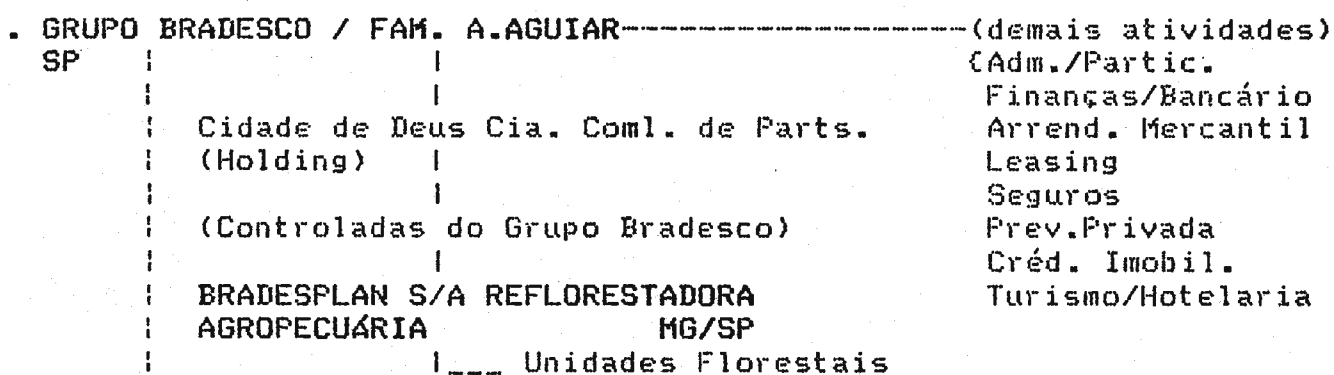 . GRUPO BRADESCO / FAM. A.AGUIAR--------------------(demais atividades)
SP (Adm./Partic.
Finanças/Bancário
Cidade de Deus Cia. Coml. de Parts. Arrend. Mercantil
(Holding) Leasing
Seguros
(Controladas do Grupo Bradesco) Prev.Privada
Créd. Imobil.
BRADESPLAN S/A REFLORESTADORA Turismo/Hotelaria
AGROPECUÁRIA MG/SP
|___ Unidades Florestais